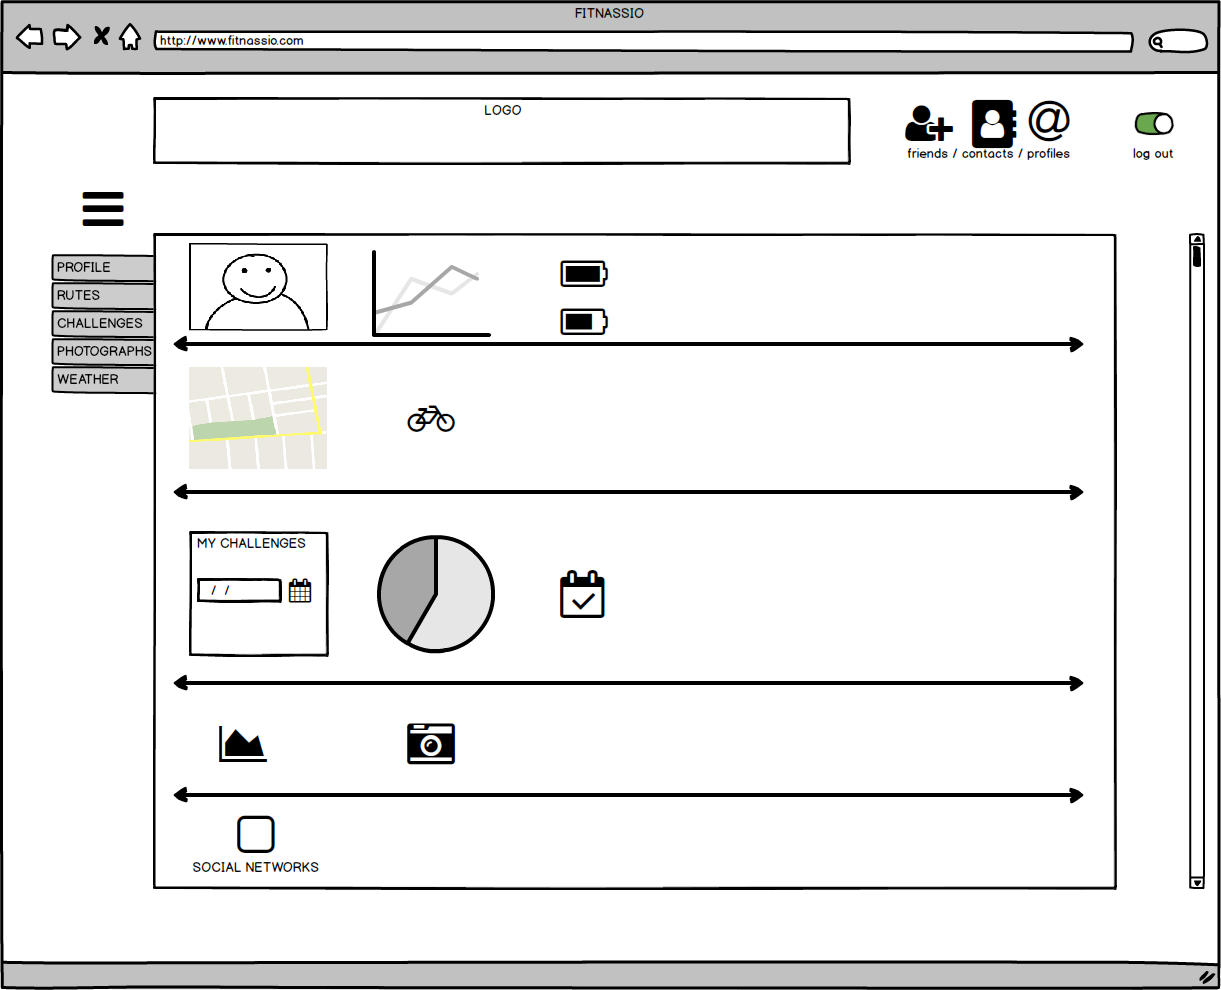 FITNASSIO
http://www.fitnassio.com
LOGO
friends / contacts / profiles
log out
PROFILE
RUTES
CHALLENGES
PHOTOGRAPHS
WEATHER
MY CHALLENGES
/ /
SOCIAL NETWORKS